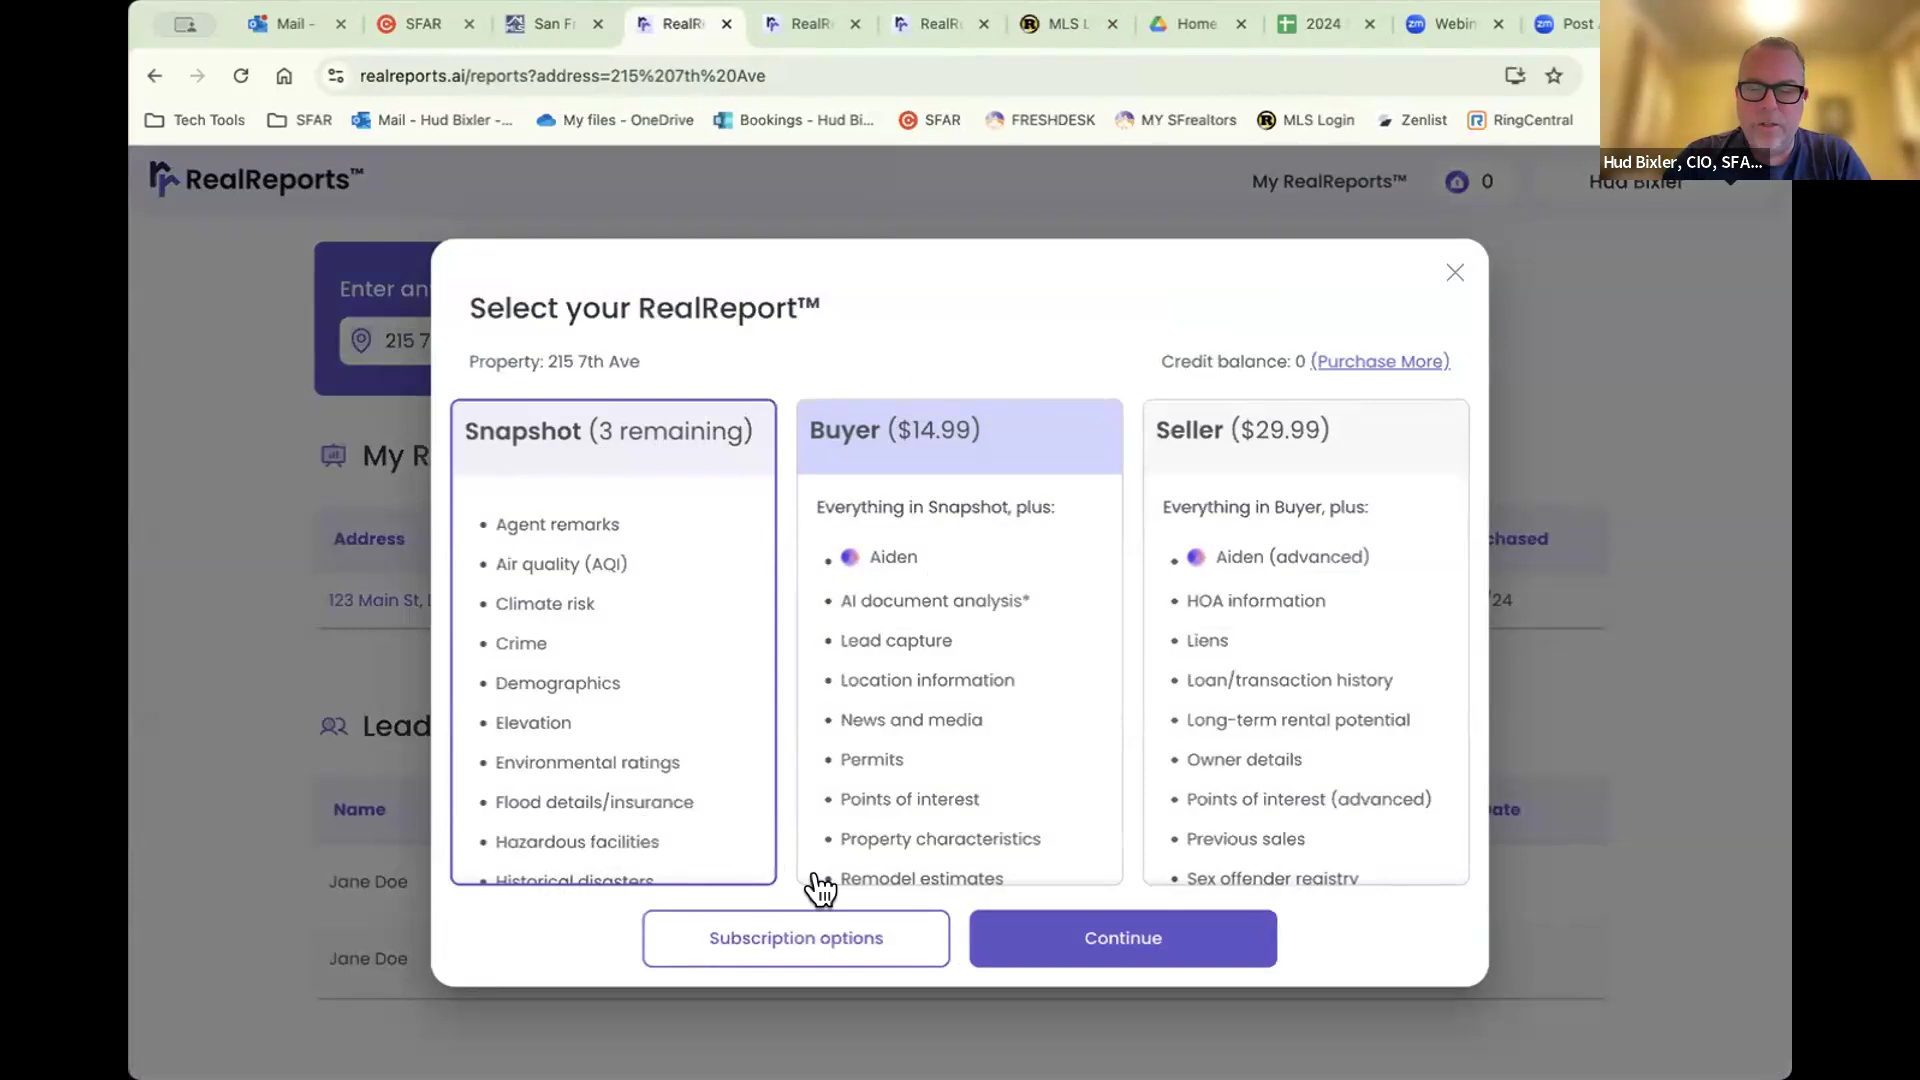 Mail -
SFAR
San Fr
RealR
RealR
RealR
MLS L
Home
2024
Webin
Post
realreports.ai/reports?address=215%207th%20Ave
Tech Tools
SFAR
Mail - Hud Bixler -...
My files - OneDrive
Bookings - Hud Bi...
SFAR
FRESHDESK
MY SFrealtors
MLS Login
Zenlist
RingCentral
Hud Bixler, CIO, SFA...
RealReports™
My RealReports™
0
Hud Bixler
Enter an
215 7
My R
Address
chased
123 Main St,
/24
Lead
Name
ate
Jane Doe
Jane Doe
Select your RealReport™
Property: 215 7th Ave
Credit balance: 0 (Purchase More)
Snapshot (3 remaining)
Agent remarks
Air quality (AQI)
Climate risk
Crime
Demographics
Elevation
Environmental ratings
Flood details/insurance
Hazardous facilities
Historical disasters
Buyer ($14.99)
Everything in Snapshot, plus:
Aiden
AI document analysis*
Lead capture
Location information
News and media
Permits
Points of interest
Property characteristics
Remodel estimates
Seller ($29.99)
Everything in Buyer, plus:
Aiden (advanced)
HOA information
Liens
Loan/transaction history
Long-term rental potential
Owner details
Points of interest (advanced)
Previous sales
Sex offender registry
Subscription options
Continue